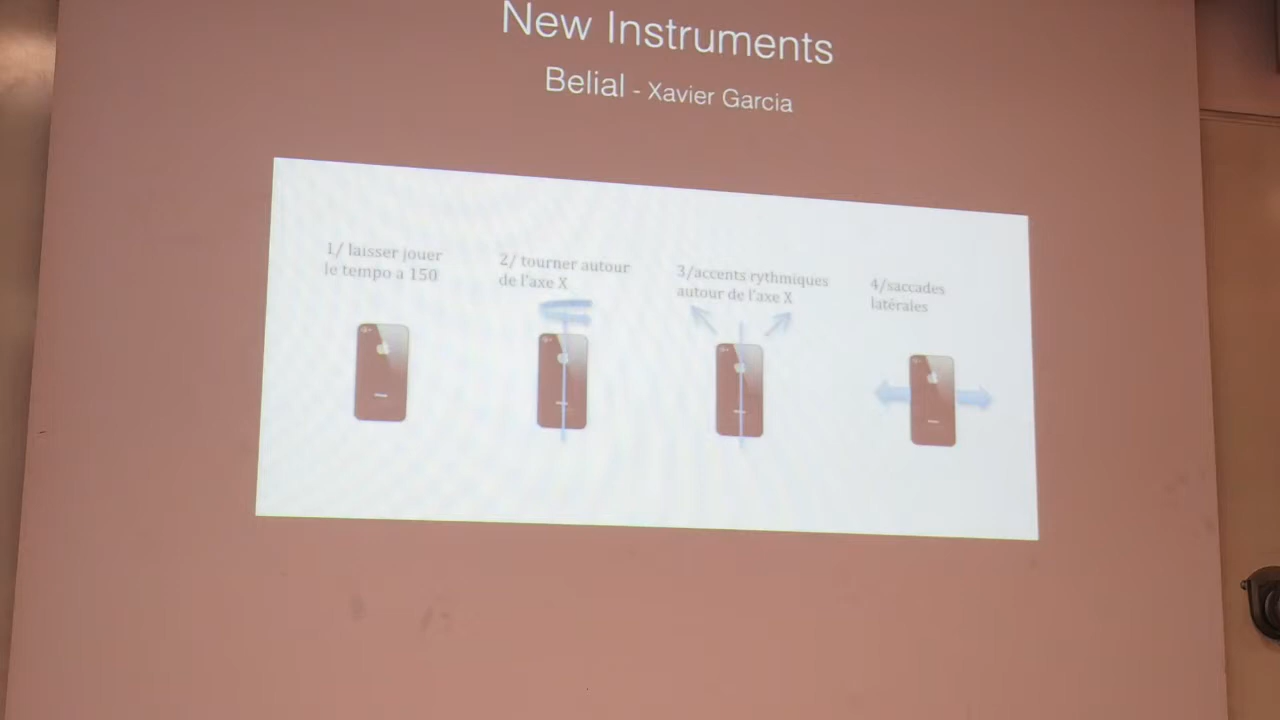 New Instruments
Belial - Xavier Garcia
1/ laisser jouer
le tempo a 150
2/ tourner autour
de l'axe X
3/accents rythmiques
autour de l'axe X
4/saccades
latérales